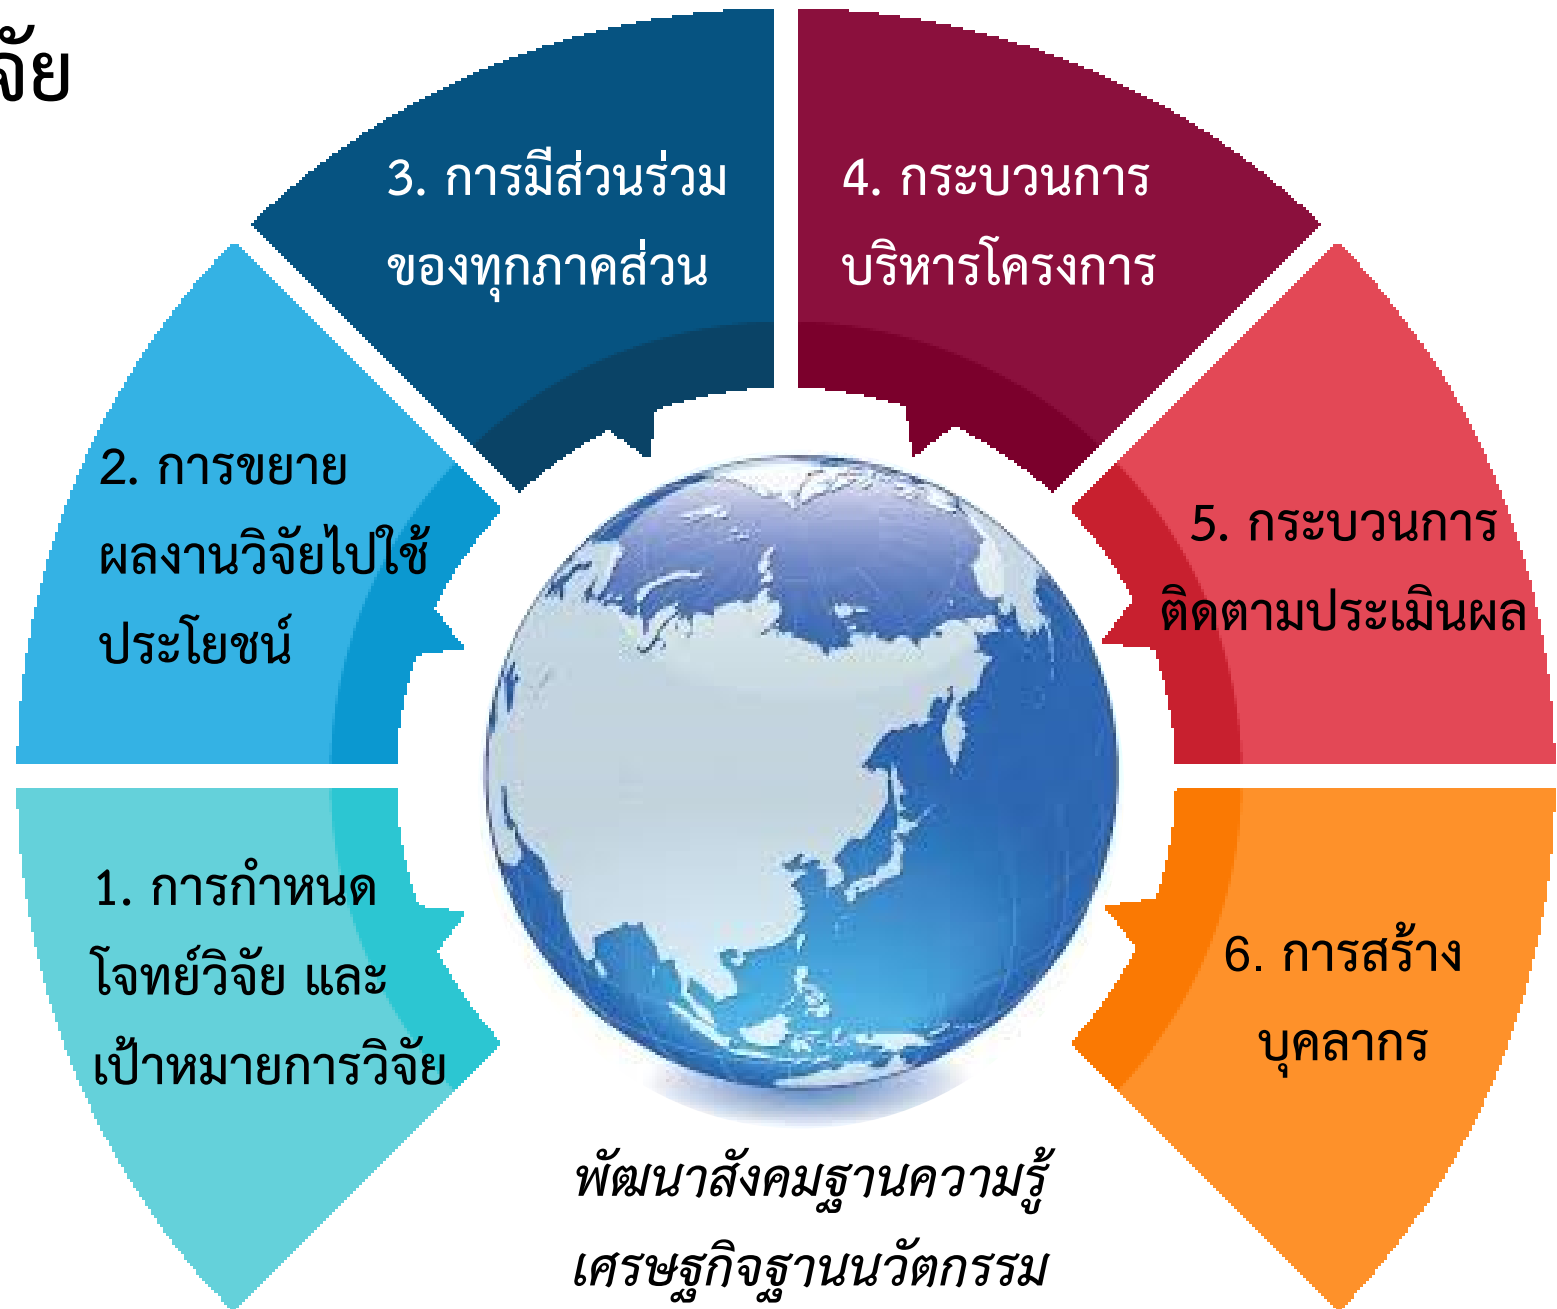 จัย
1. การกำหนด
โจทย์วิจัย และ
เป้าหมายการวิจัย
2. การขยาย
ผลงานวิจัยไปใช้
ประโยชน์
3. การมีส่วนร่วม
ของทุกภาคส่วน
4. กระบวนการ
บริหารโครงการ
5. กระบวนการ
ติดตามประเมินผล
6. การสร้าง
บุคลากร
พัฒนาสังคมฐานความรู้
เศรษฐกิจฐานนวัตกรรม